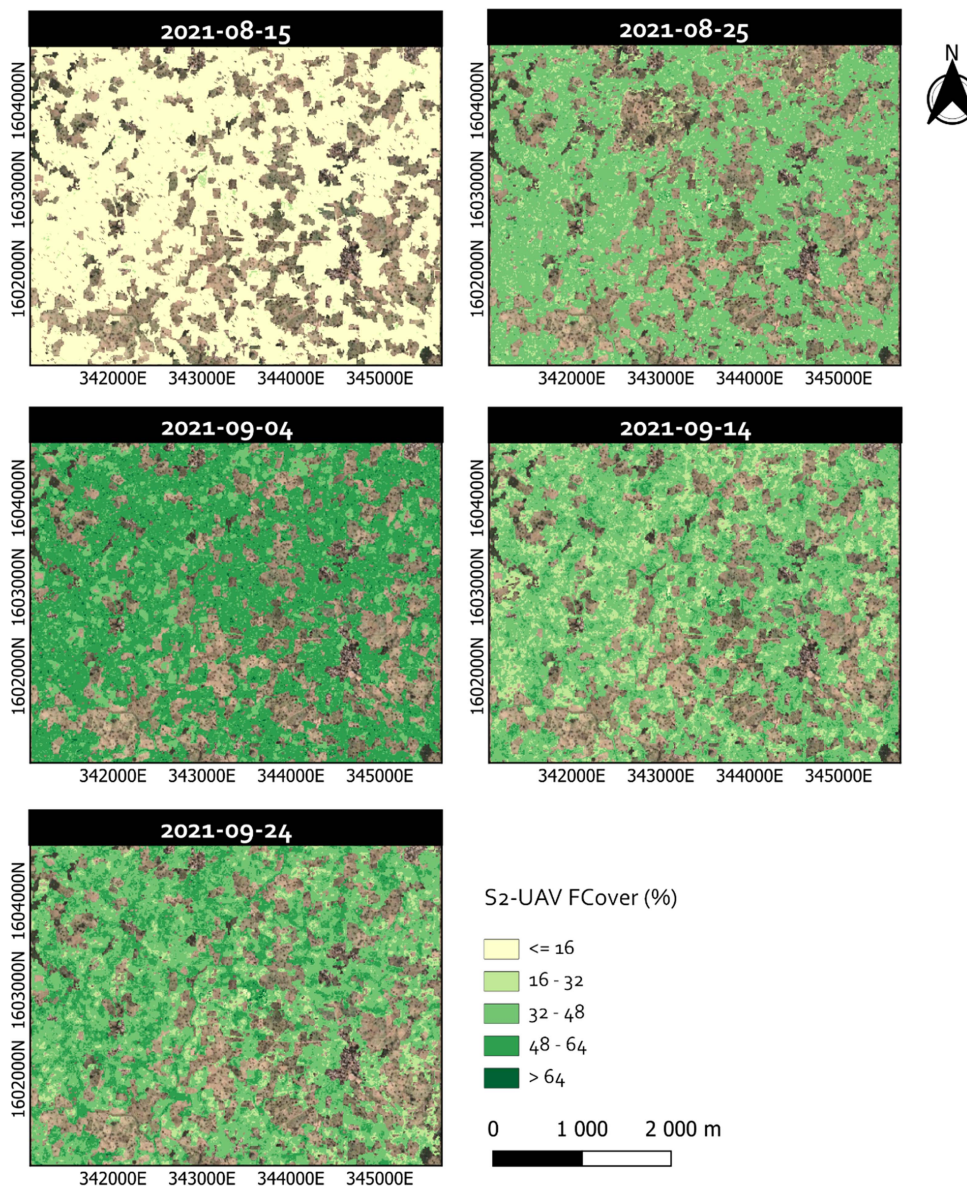 2021-08-15
2021-08-25
N
1604000N
1603000N
1602000N
342000E 343000E 344000E 345000E
1604000N
1603000N
1602000N
342000E 343000E 344000E 345000E
2021-09-04
2021-09-14
1604000N
1603000N
1602000N
342000E 343000E 344000E 345000E
1604000N
1603000N
1602000N
342000E 343000E 344000E 345000E
2021-09-24
1604000N
1603000N
1602000N
342000E 343000E 344000E 345000E
S2-UAV FCover (%)
<= 16
16 - 32
32 - 48
48 - 64
> 64
0 1 000 2 000 m